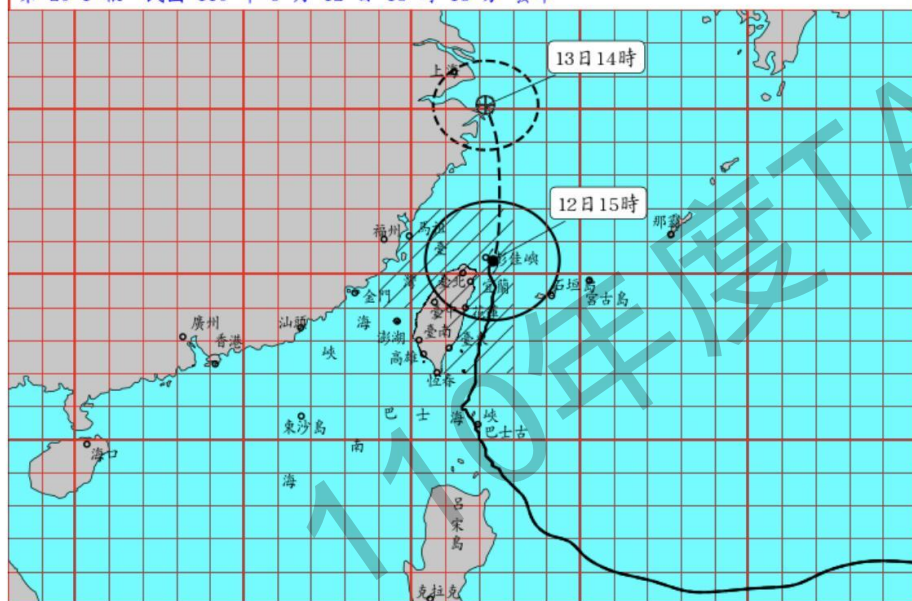 13日14時
上海
12日15時
那霸
福州
馬祖
臺
彭佳嶼
灣
臺北
宜蘭
石垣島
宮古島
金門
臺中
花蓮
海
澎湖
臺南
臺東
廣州
香港
汕頭
峽
高雄
恆春
巴士海峽
巴士古
東沙島
南
海
海口
呂宋島
克拉克
110年度TA